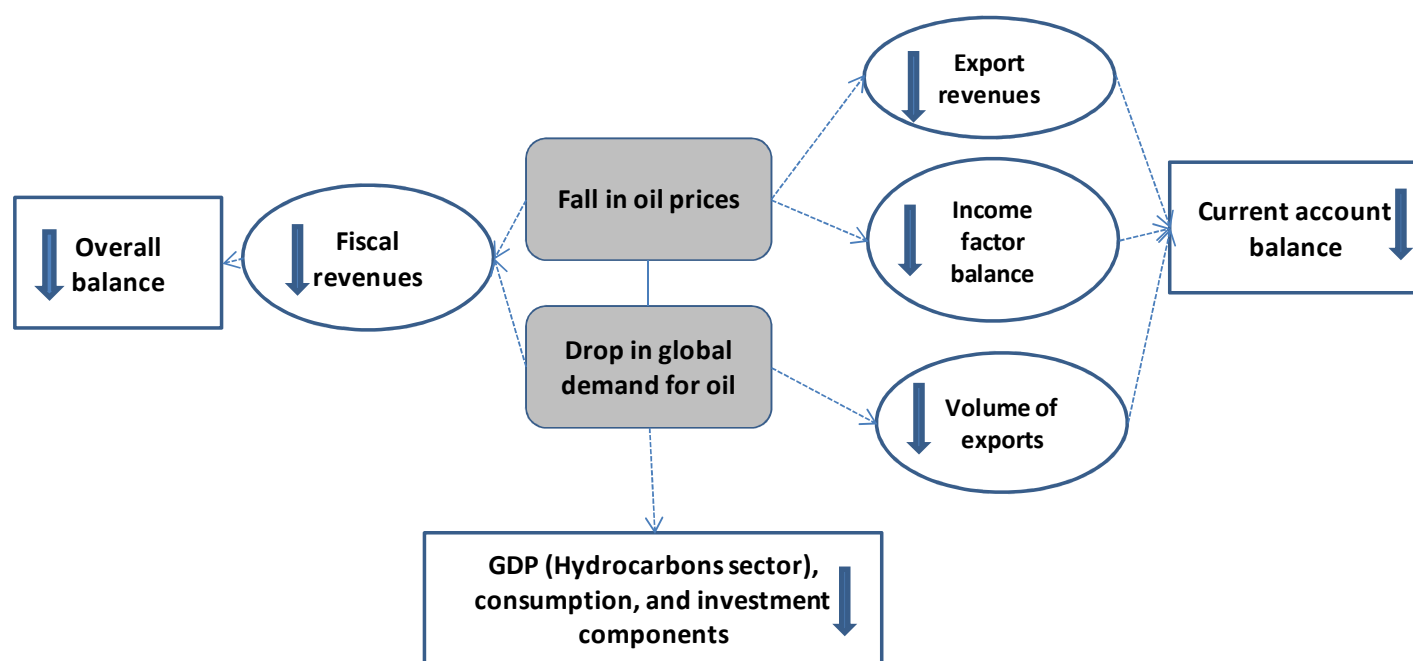 Export
revenues
Fall in oil prices
Overall
balance
Fiscal
revenues
Income
factor
balance
Current account
balance
Drop in global
demand for oil
Volume of
exports
GDP (Hydrocarbons sector),
consumption, and investment
components